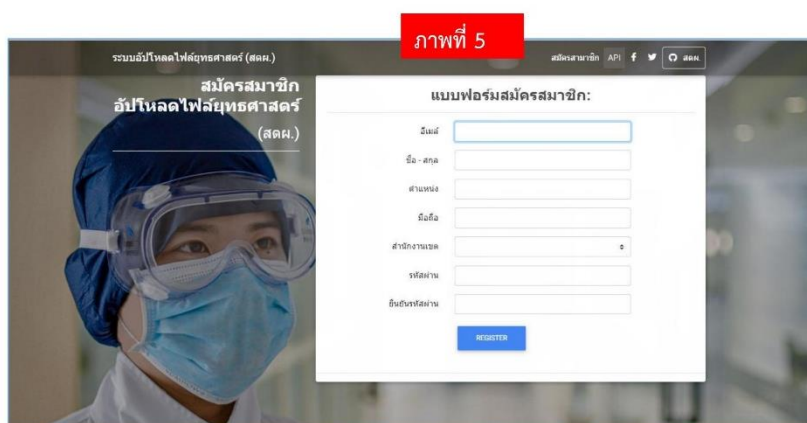 ภาพที่ 5
ระบบอัปโหลดไฟล์ยุทธศาสตร์ (สตผ.)
สมัครสามาชิก API สตผ.
สมัครสมาชิก
อัปโหลดไฟล์ยุทธศาสตร์
(สตผ.)
แบบฟอร์มสมัครสมาชิก:
อีเมล์
ชื่อ - สกุล
ตำแหน่ง
มือถือ
สำนักงานเขต
รหัสผ่าน
ยืนยันรหัสผ่าน
REGISTER